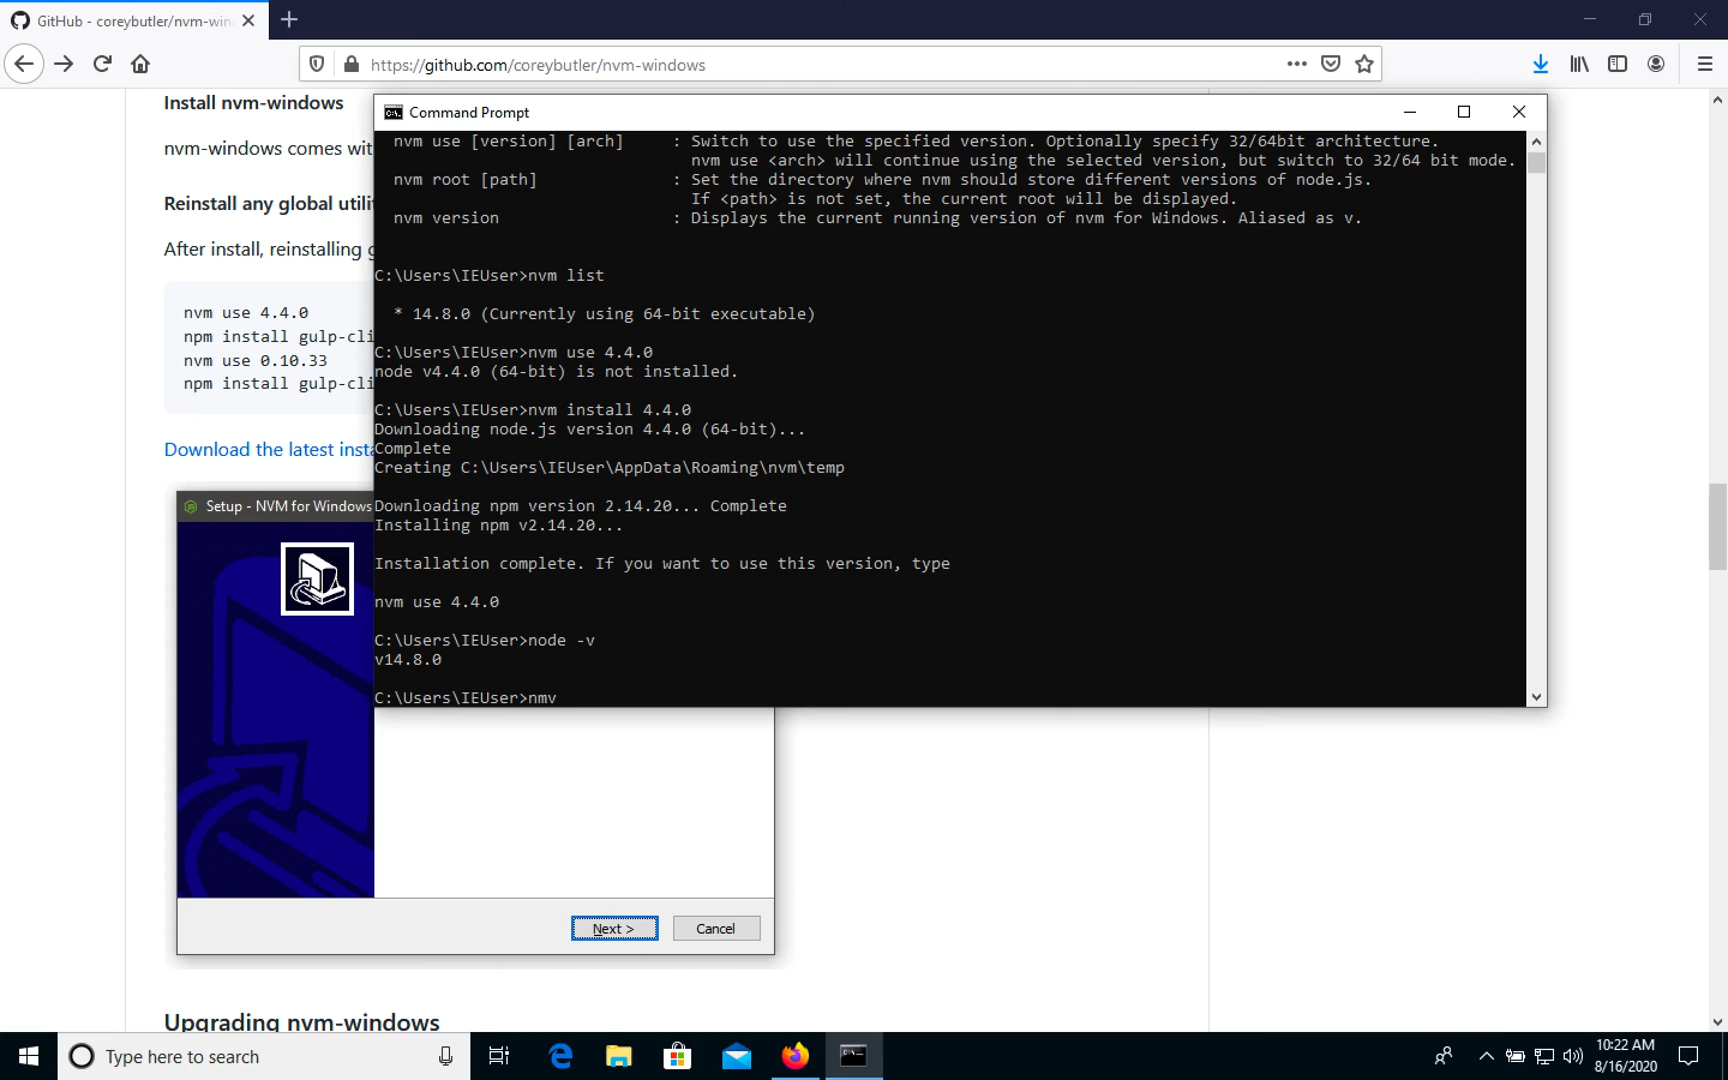 GitHub - coreybutler/nvm-win
https://github.com/coreybutler/nvm-windows
Install nvm-windows
nvm-windows comes wit
Reinstall any global utili
After install, reinstalling g
nvm use 4.4.0
npm install gulp-cli
nvm use 0.10.33
npm install gulp-cli
Download the latest insta
Setup - NVM for Windows
Command Prompt
nvm use [version] [arch] : Switch to use the specified version. Optionally specify 32/64bit architecture.
nvm use <arch> will continue using the selected version, but switch to 32/64 bit mode.
nvm root [path] : Set the directory where nvm should store different versions of node.js.
If <path> is not set, the current root will be displayed.
nvm version : Displays the current running version of nvm for Windows. Aliased as v.
C:\Users\IEUser>nvm list
* 14.8.0 (Currently using 64-bit executable)
C:\Users\IEUser>nvm use 4.4.0
node v4.4.0 (64-bit) is not installed.
C:\Users\IEUser>nvm install 4.4.0
Downloading node.js version 4.4.0 (64-bit)...
Complete
Creating C:\Users\IEUser\AppData\Roaming\nvm\temp
Downloading npm version 2.14.20... Complete
Installing npm v2.14.20...
Installation complete. If you want to use this version, type
nvm use 4.4.0
C:\Users\IEUser>node -v
v14.8.0
C:\Users\IEUser>nmv
Next >
Cancel
Upgrading nvm-windows
Type here to search
10:22 AM
8/16/2020